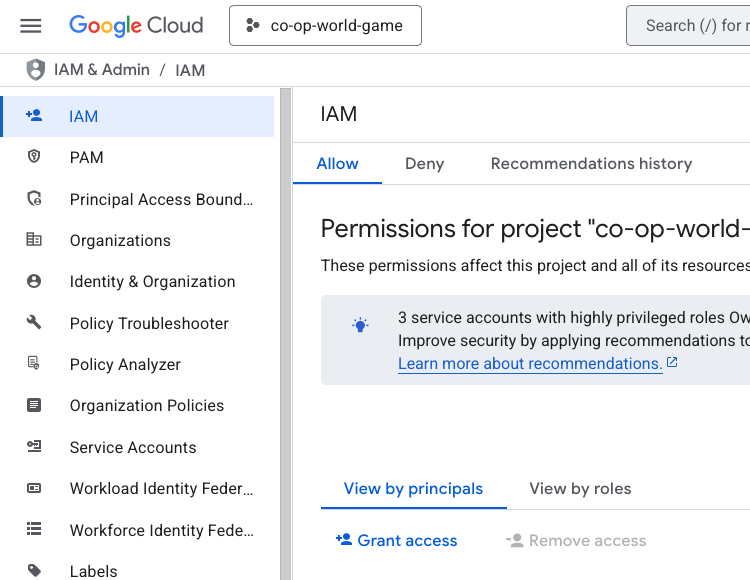 Google Cloud
co-op-world-game
Search (/) for r
IAM & Admin / IAM
IAM
PAM
Principal Access Bound...
Organizations
Identity & Organization
Policy Troubleshooter
Policy Analyzer
Organization Policies
Service Accounts
Workload Identity Feder...
Workforce Identity Fede...
Labels
IAM
Allow Deny Recommendations history
Permissions for project "co-op-world-
These permissions affect this project and all of its resources
3 service accounts with highly privileged roles Ow
Improve security by applying recommendations to
Learn more about recommendations.
View by principals View by roles
Grant access Remove access